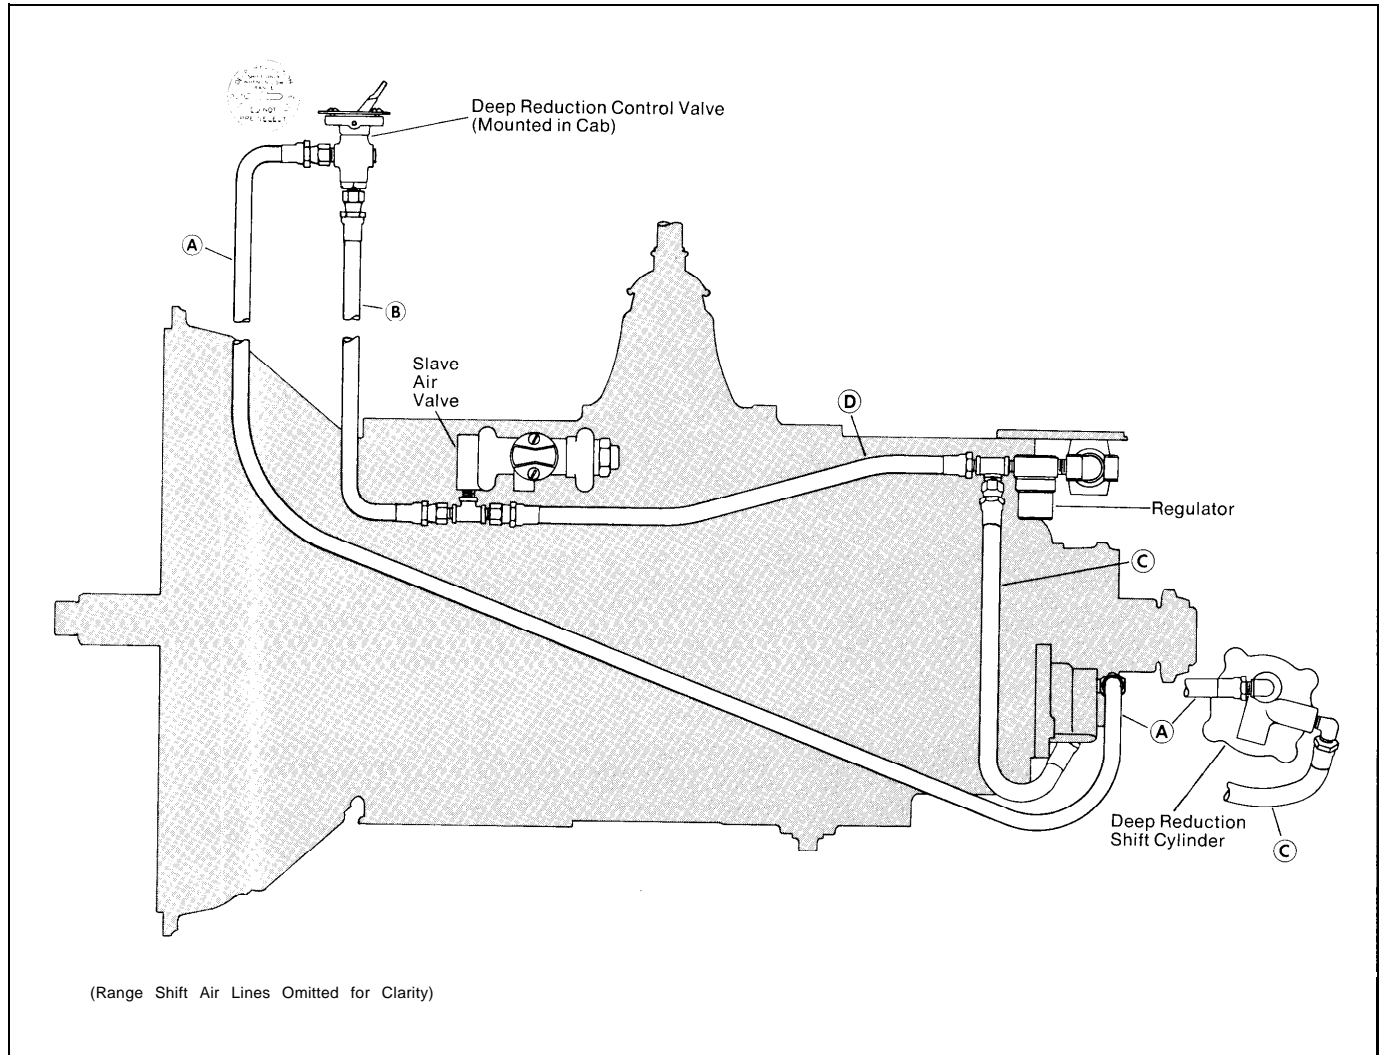 Deep Reduction Control Valve
(Mounted in Cab)
A
B
Slave
Air
Valve
D
Regulator
C
A
Deep Reduction
Shift Cylinder
C
(Range Shift Air Lines Omitted for Clarity)